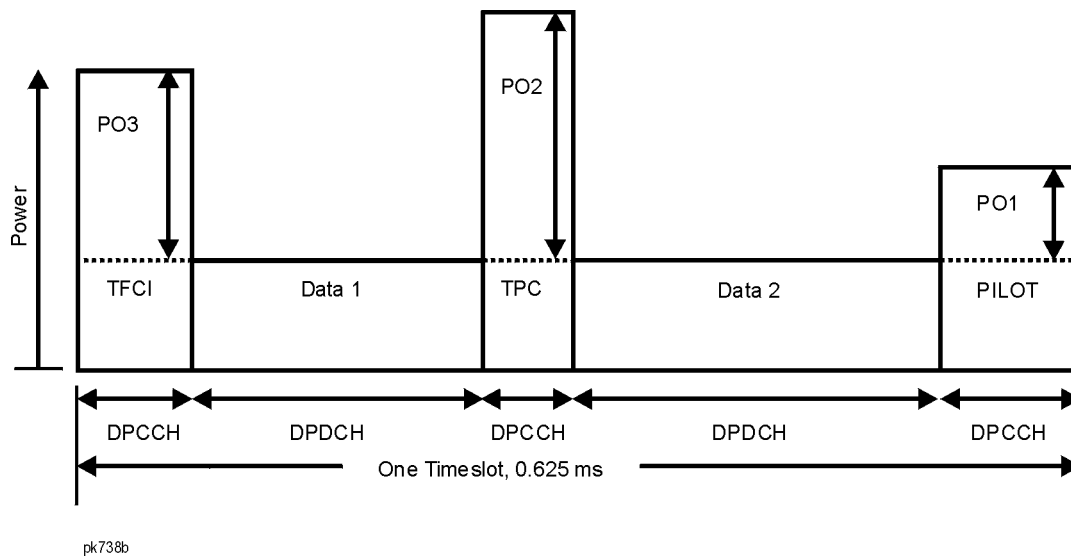 PO3
PO2
PO1
Power
TFCI
Data 1
TPC
Data 2
PILOT
DPCCH
DPDCH
DPCCH
DPDCH
DPCCH
One Timeslot, 0.625 ms
pk738b